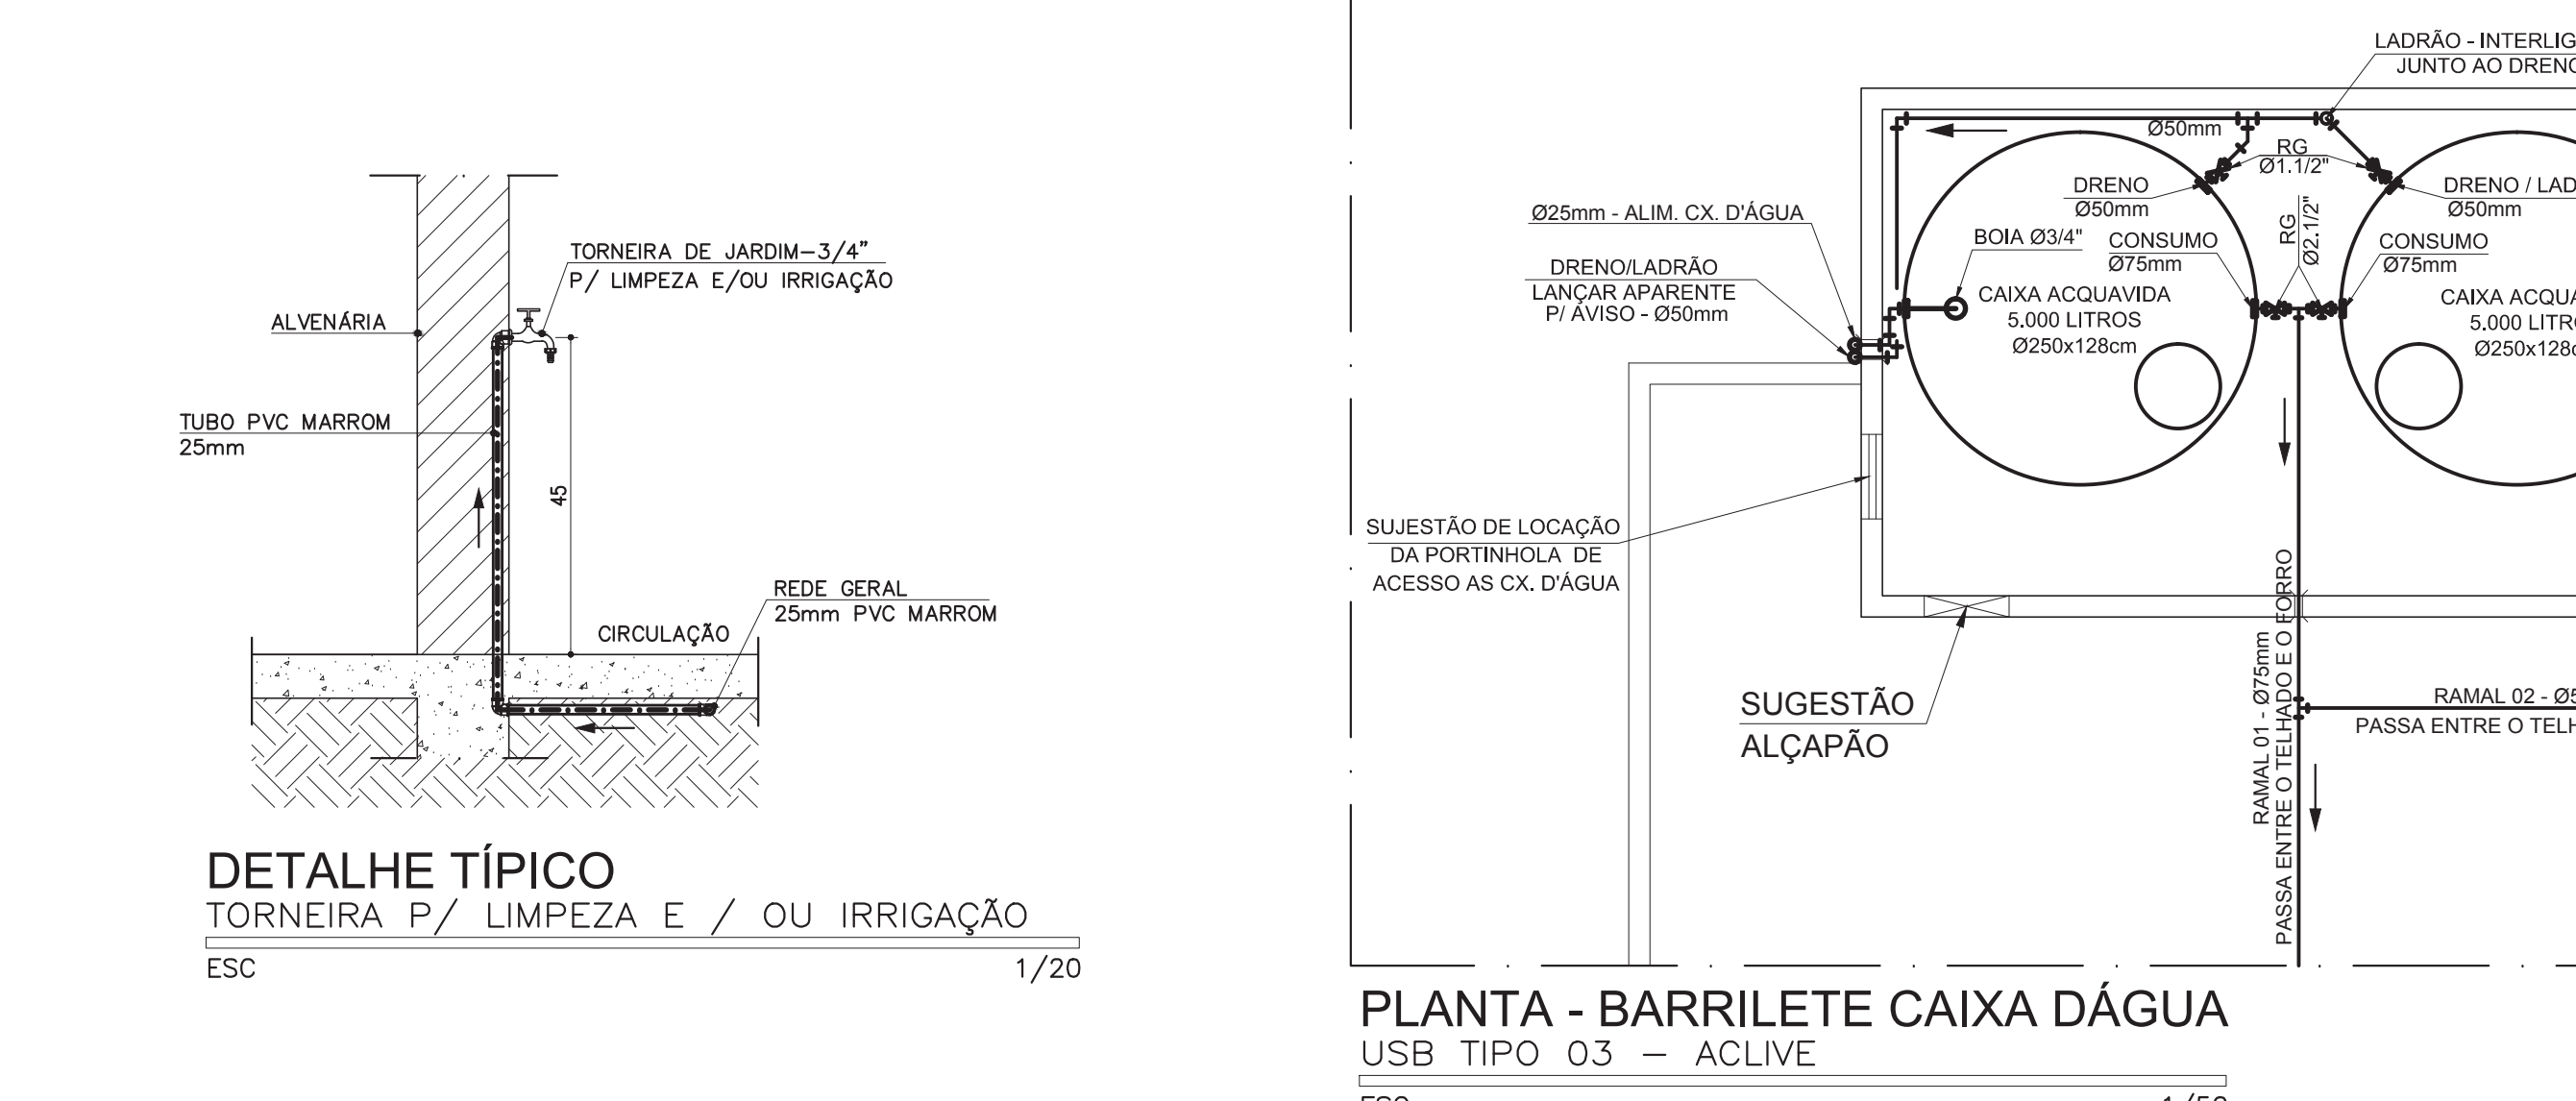 TORNEIRA DE JARDIM-3/4"
P/ LIMPEZA E/OU IRRIGAÇÃO
ALVENÁRIA
TUBO PVC MARROM
25mm
45
REDE GERAL
25mm PVC MARROM
CIRCULAÇÃO
DETALHE TÍPICO
TORNEIRA P/ LIMPEZA E / OU IRRIGAÇÃO
ESC 1/20
LADRÃO - INTERLIG
JUNTO AO DRENO
Ø50mm
RG
Ø1.1/2"
DRENO
Ø50mm
DRENO / LAD
Ø50mm
Ø25mm - ALIM. CX. D'ÁGUA
BOIA Ø3/4"
CONSUMO
Ø75mm
RG
Ø2.1/2"
CONSUMO
Ø75mm
DRENO/LADRÃO
LANÇAR APARENTE
P/ AVISO - Ø50mm
CAIXA ACQUAVIDA
5.000 LITROS
Ø250x128cm
CAIXA ACQUA
5.000 LITRO
Ø250x128c
SUJESTÃO DE LOCAÇÃO
DA PORTINHOLA DE
ACESSO AS CX. D'ÁGUA
SUGESTÃO
ALÇAPÃO
RAMAL 01 - Ø75mm
PASSA ENTRE O TELHADO E O FORRO
RAMAL 02 - Ø5
PASSA ENTRE O TELH
PLANTA - BARRILETE CAIXA DÁGUA
USB TIPO 03 - ACLIVE
ESC 1/50